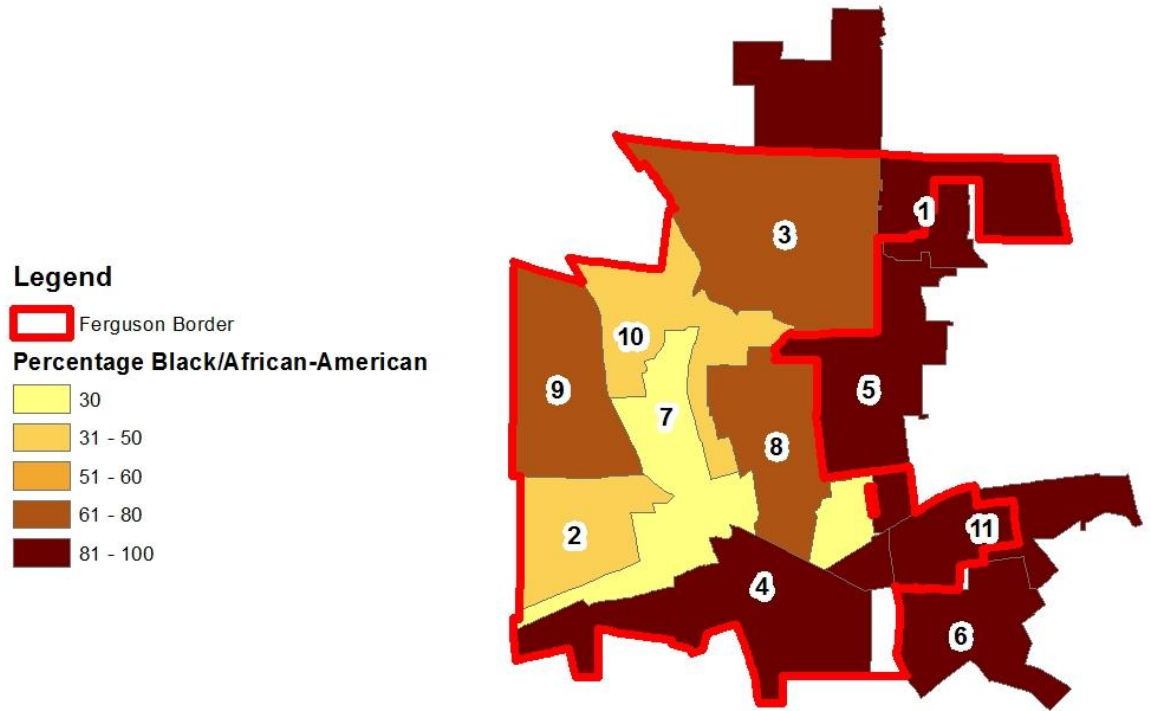 Legend
Ferguson Border
Percentage Black/African-American
30
31 - 50
51 - 60
61 - 80
81 - 100
1
3
10
9
5
7
8
2
11
4
6